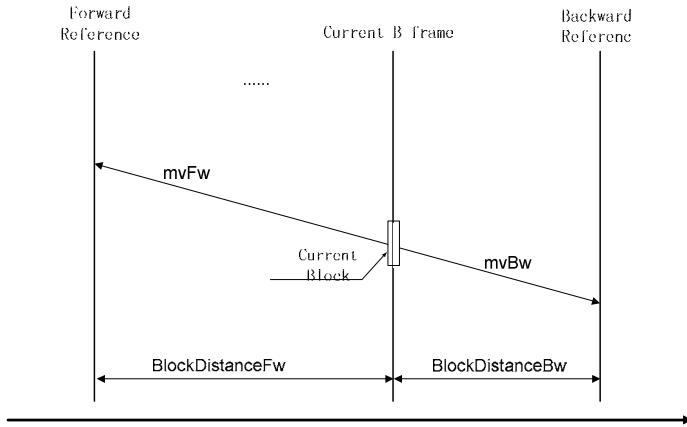 Forward
Reference
Current B frame
Backward
Referenc
......
mvFw
Current
Block
mvBw
BlockDistanceFw
BlockDistanceBw